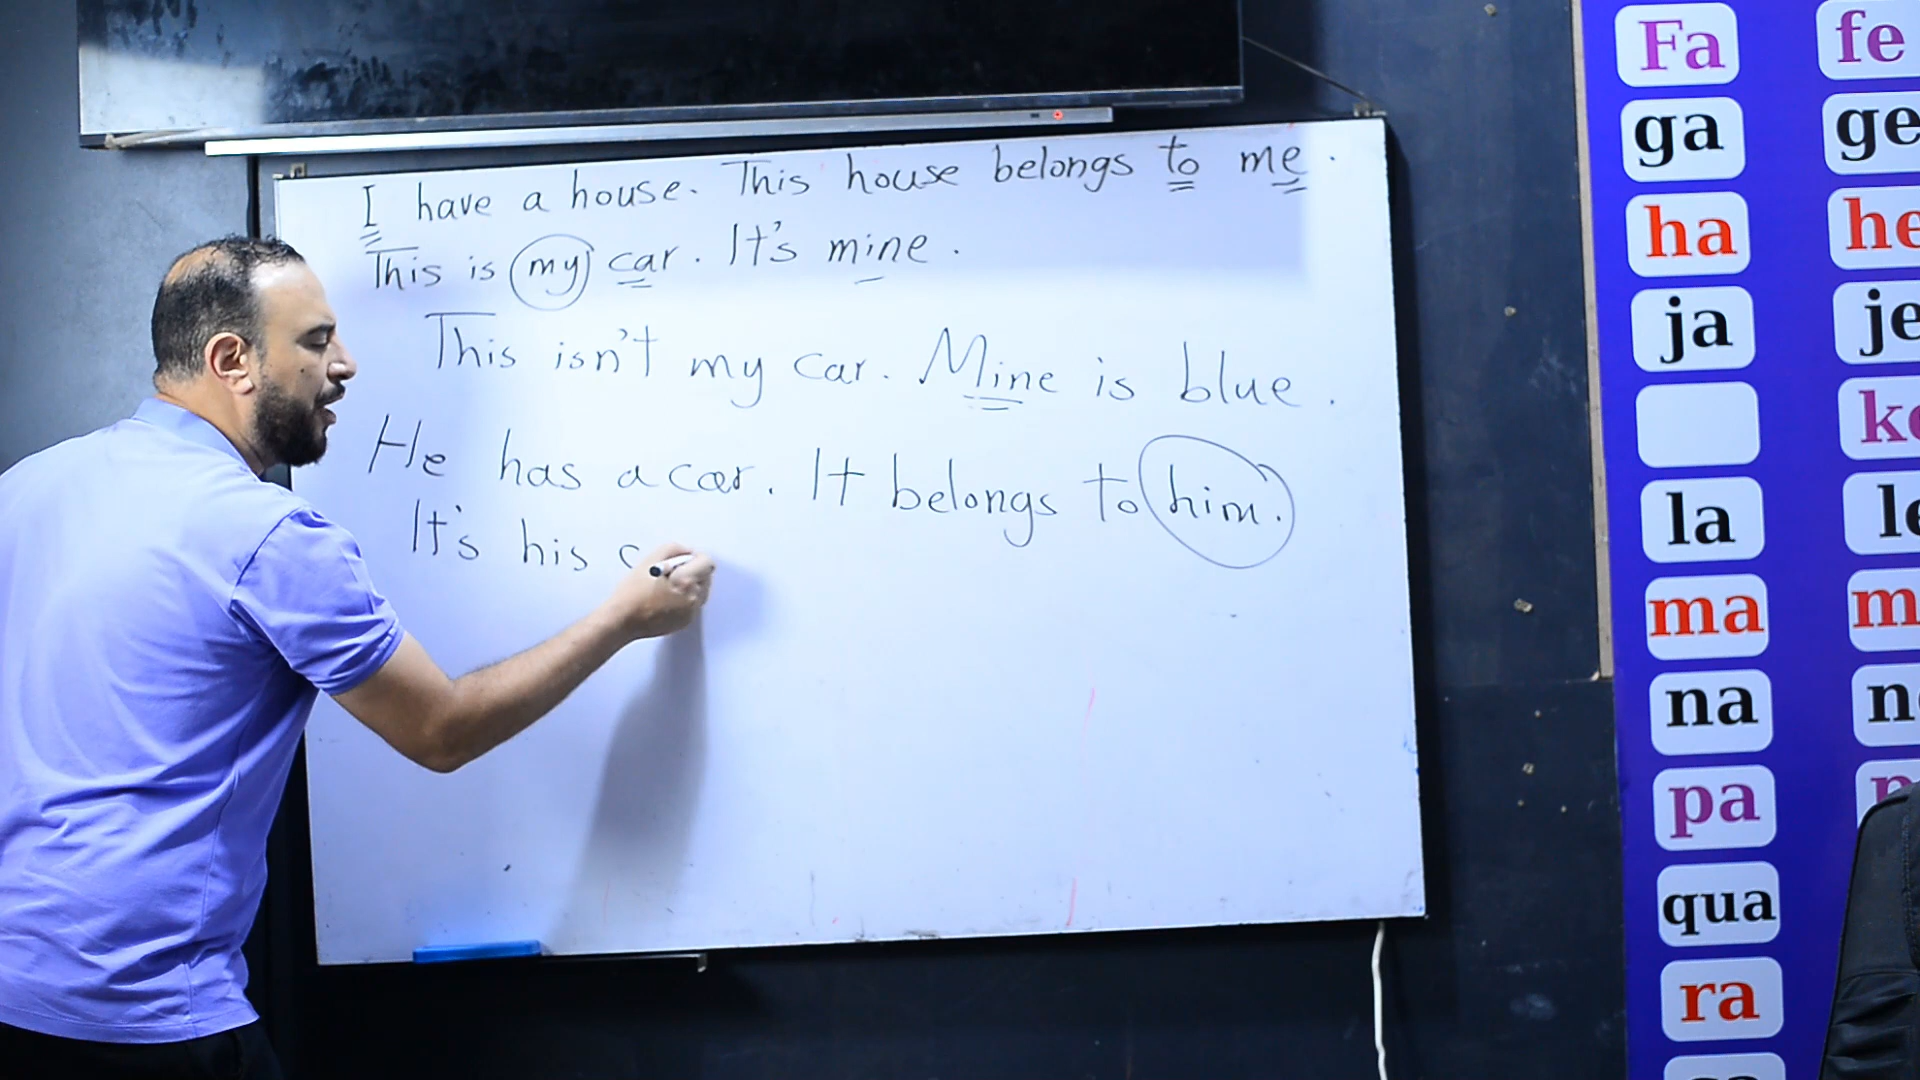 I have a house. This house belongs to me.
This is my car. It's mine.
This isn't my car. Mine is blue.
He has a car. It belongs to him.
It's his c
Fa fe
ga ge
ha he
ja je
la le
ma m
na
pa
qua
ra